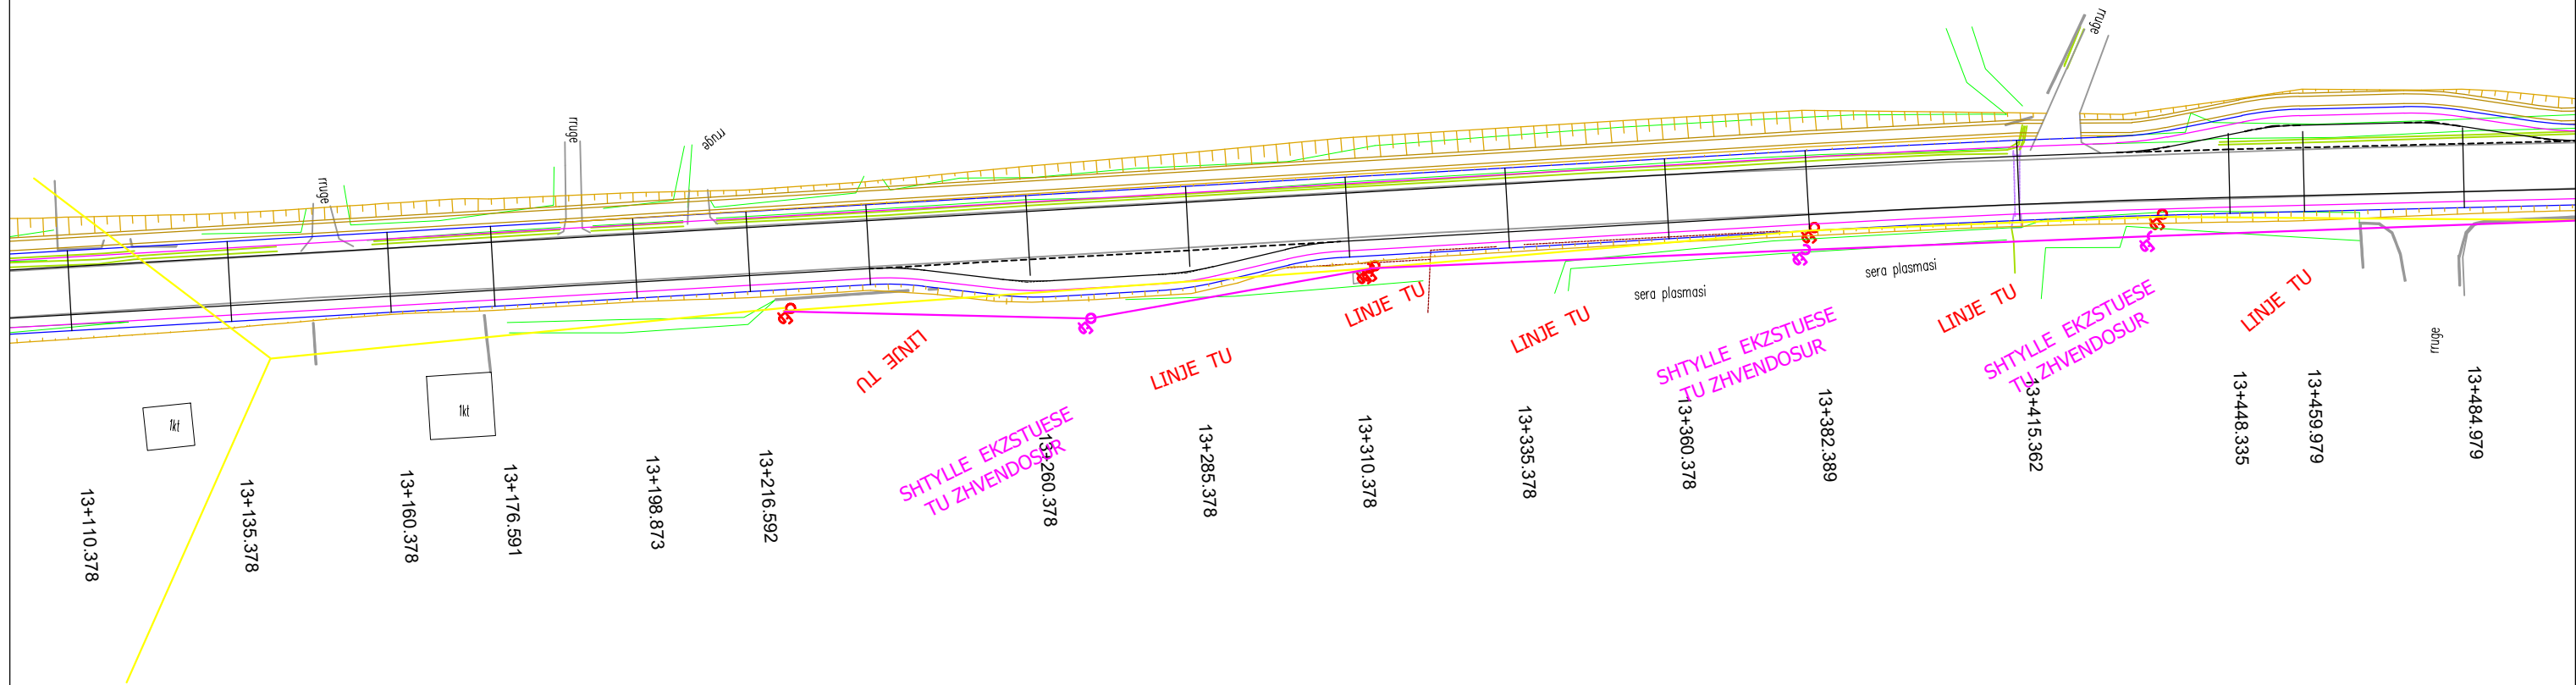 rruge
rruge
rruge
rruge
rruge
sera plasmasi
sera plasmasi
LINJE TU
LINJE TU
LINJE TU
LINJE TU
LINJE TU
LINJE TU
SHTYLLE EKZSTUESE
TU ZHVENDOSUR
SHTYLLE EKZSTUESE
TU ZHVENDOSUR
SHTYLLE EKZSTUESE
TU ZHVENDOSUR
1kt
1kt
13+110.378
13+135.378
13+160.378
13+176.591
13+198.873
13+216.592
13+260.378
13+285.378
13+310.378
13+335.378
13+360.378
13+382.389
13+415.362
13+448.335
13+459.979
13+484.979